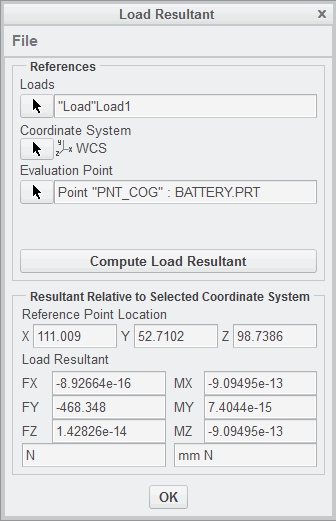 Load Resultant x
File
References
Loads
"Load"Load1
Coordinate System
y z x WCS
Evaluation Point
Point "PNT_COG" : BATTERY.PRT
Compute Load Resultant
Resultant Relative to Selected Coordinate System
Reference Point Location
X 111.009 Y 52.7102 Z 98.7386
Load Resultant
FX -8.92664e-16 MX -9.09495e-13
FY -468.348 MY 7.4044e-15
FZ 1.42826e-14 MZ -9.09495e-13
N mm N
OK